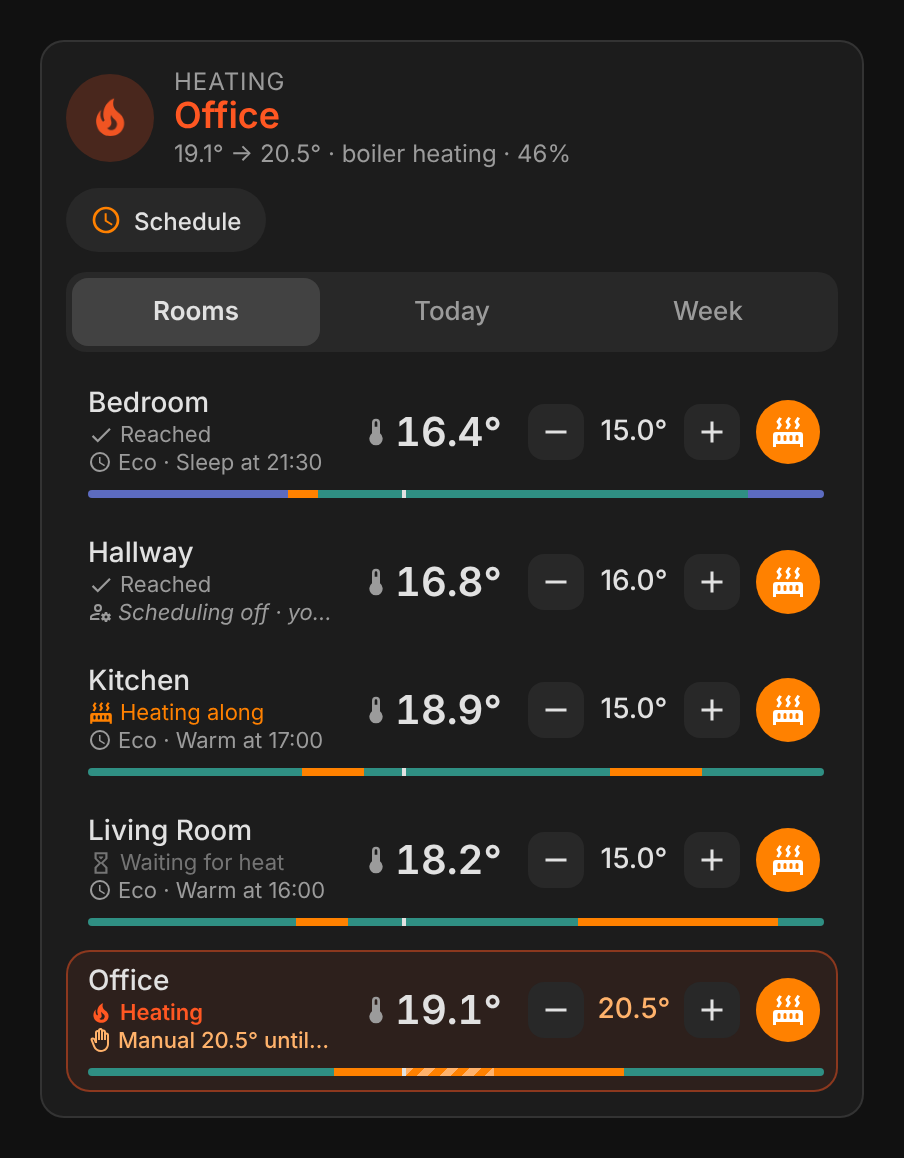 HEATING
Office
19.1° → 20.5° · boiler heating · 46%
Schedule
Rooms
Today
Week
Bedroom
Reached
Eco · Sleep at 21:30
16.4°
15.0°
Hallway
Reached
Scheduling off · yo...
16.8°
16.0°
Kitchen
Heating along
Eco · Warm at 17:00
18.9°
15.0°
Living Room
Waiting for heat
Eco · Warm at 16:00
18.2°
15.0°
Office
Heating
Manual 20.5° until...
19.1°
20.5°